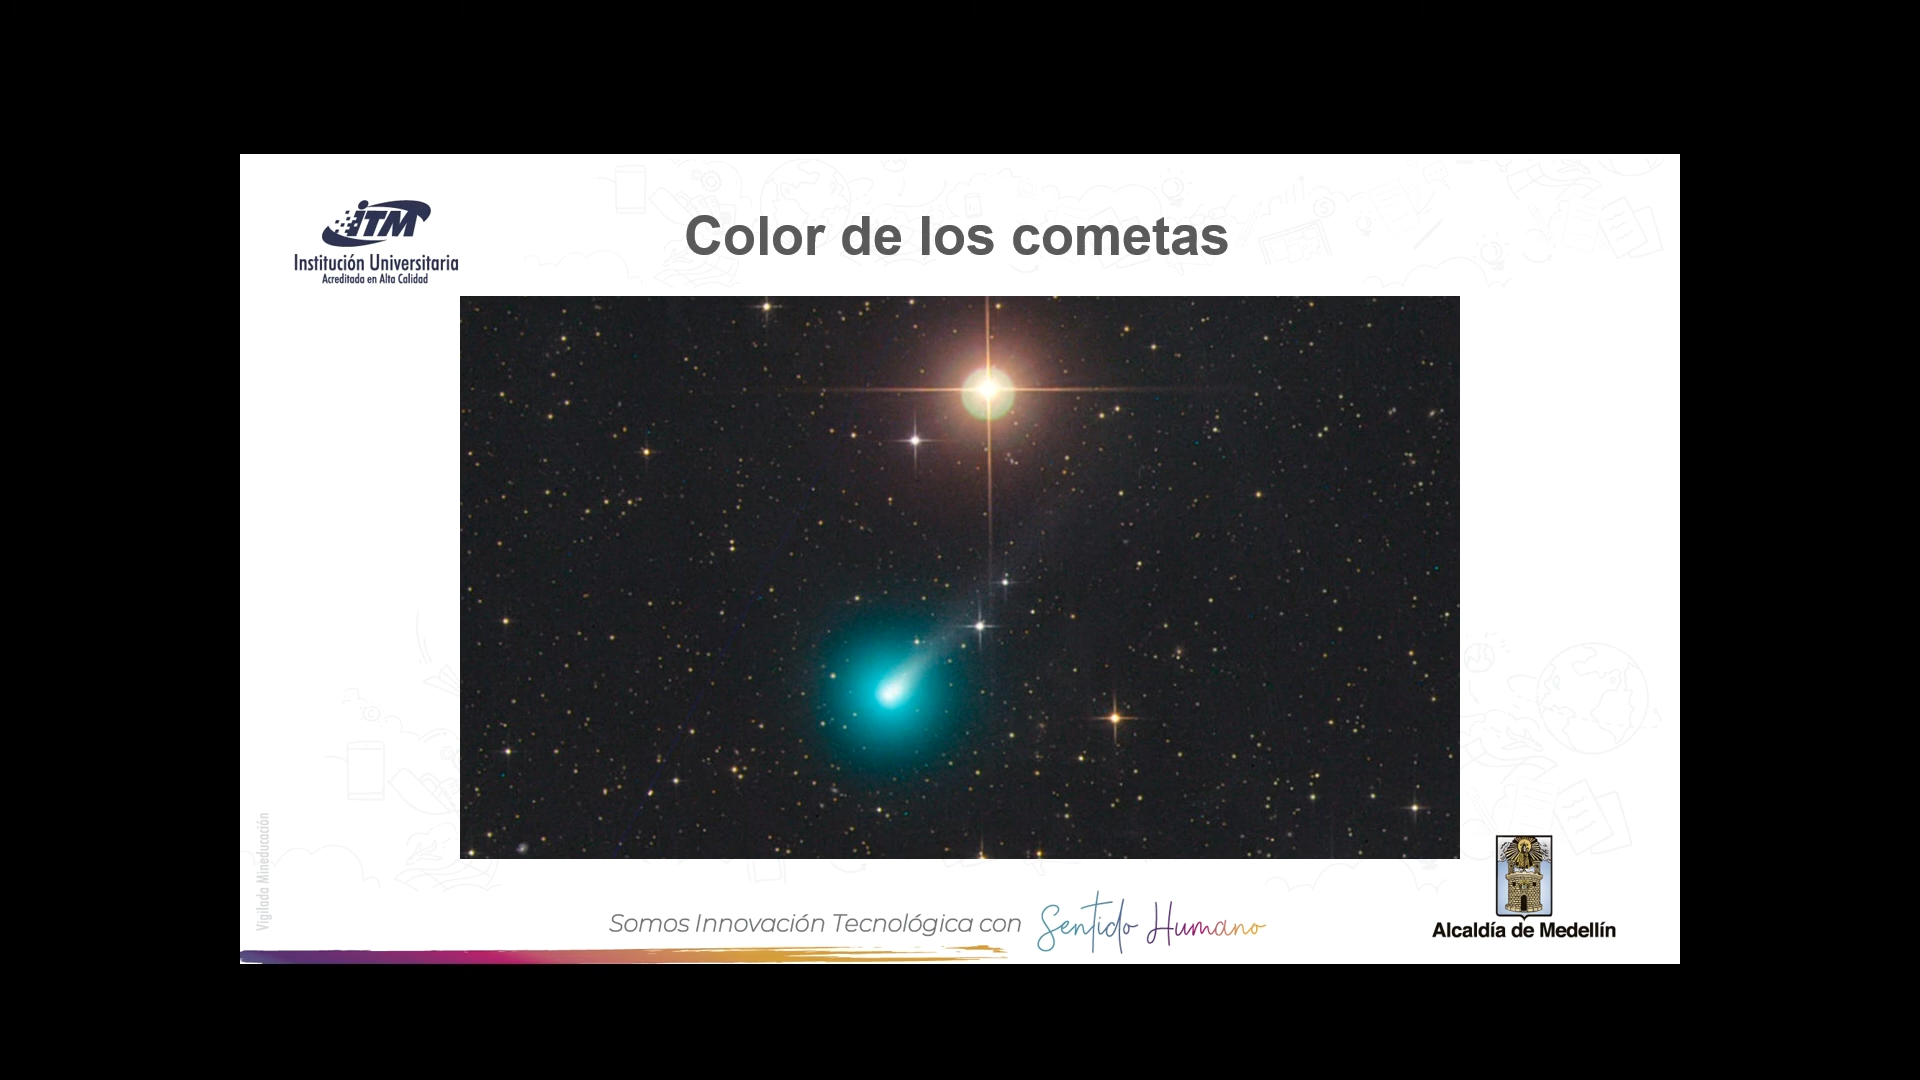 iTM
Institución Universitaria
Acreditada en Alta Calidad
Color de los cometas
Vigilada Mineducación
Somos Innovación Tecnológica con Sentido Humano
Alcaldía de Medellín